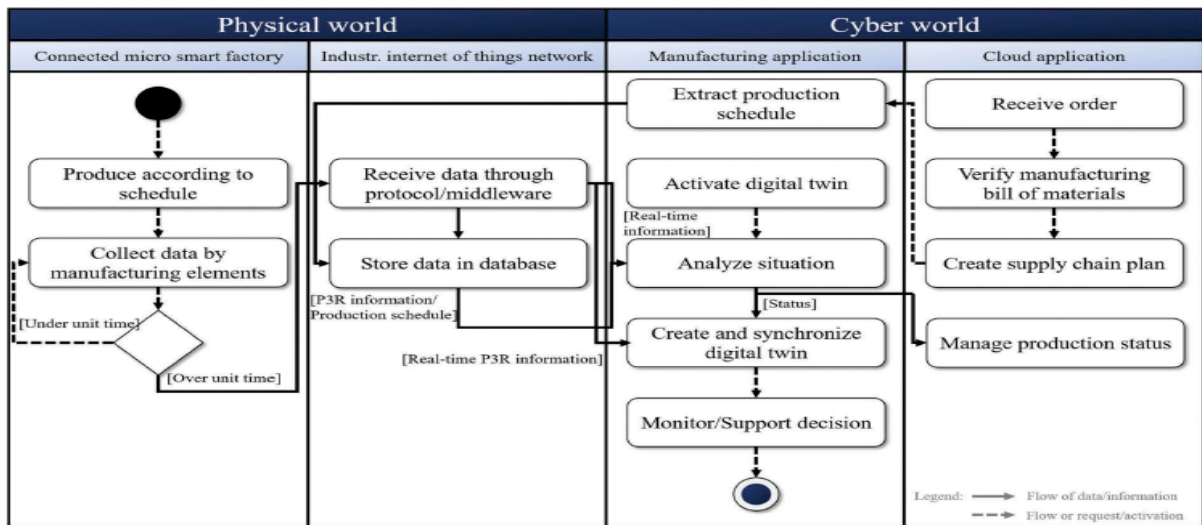 Physical world
Cyber world
Connected micro smart factory
Industr. internet of things network
Manufacturing application
Cloud application
Extract production
schedule
Receive order
Produce according to
schedule
Receive data through
protocol/middleware
Activate digital twin
Verify manufacturing
bill of materials
[Real-time
information]
Collect data by
manufacturing elements
Store data in database
Analyze situation
Create supply chain plan
[P3R information/
Production schedule]
[Status]
[Under unit time]
Create and synchronize
digital twin
Manage production status
[Real-time P3R information]
[Over unit time]
Monitor/Support decision
Legend:
Flow of data/information
Flow or request/activation